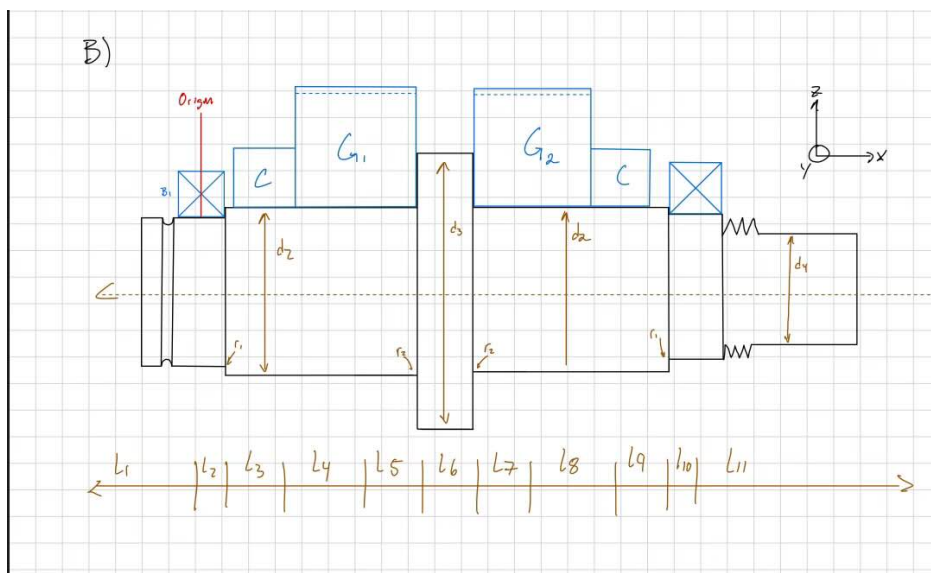 B)
Origin
Z
X
Y
B₁
C
G₁
G₂
C
d₂
d₃
d₂
d₄
r₁
r₂
r₂
r₁
L₁ L₂ L₃ L₄ L₅ L₆ L₇ L₈ L₉ L₁₀ L₁₁